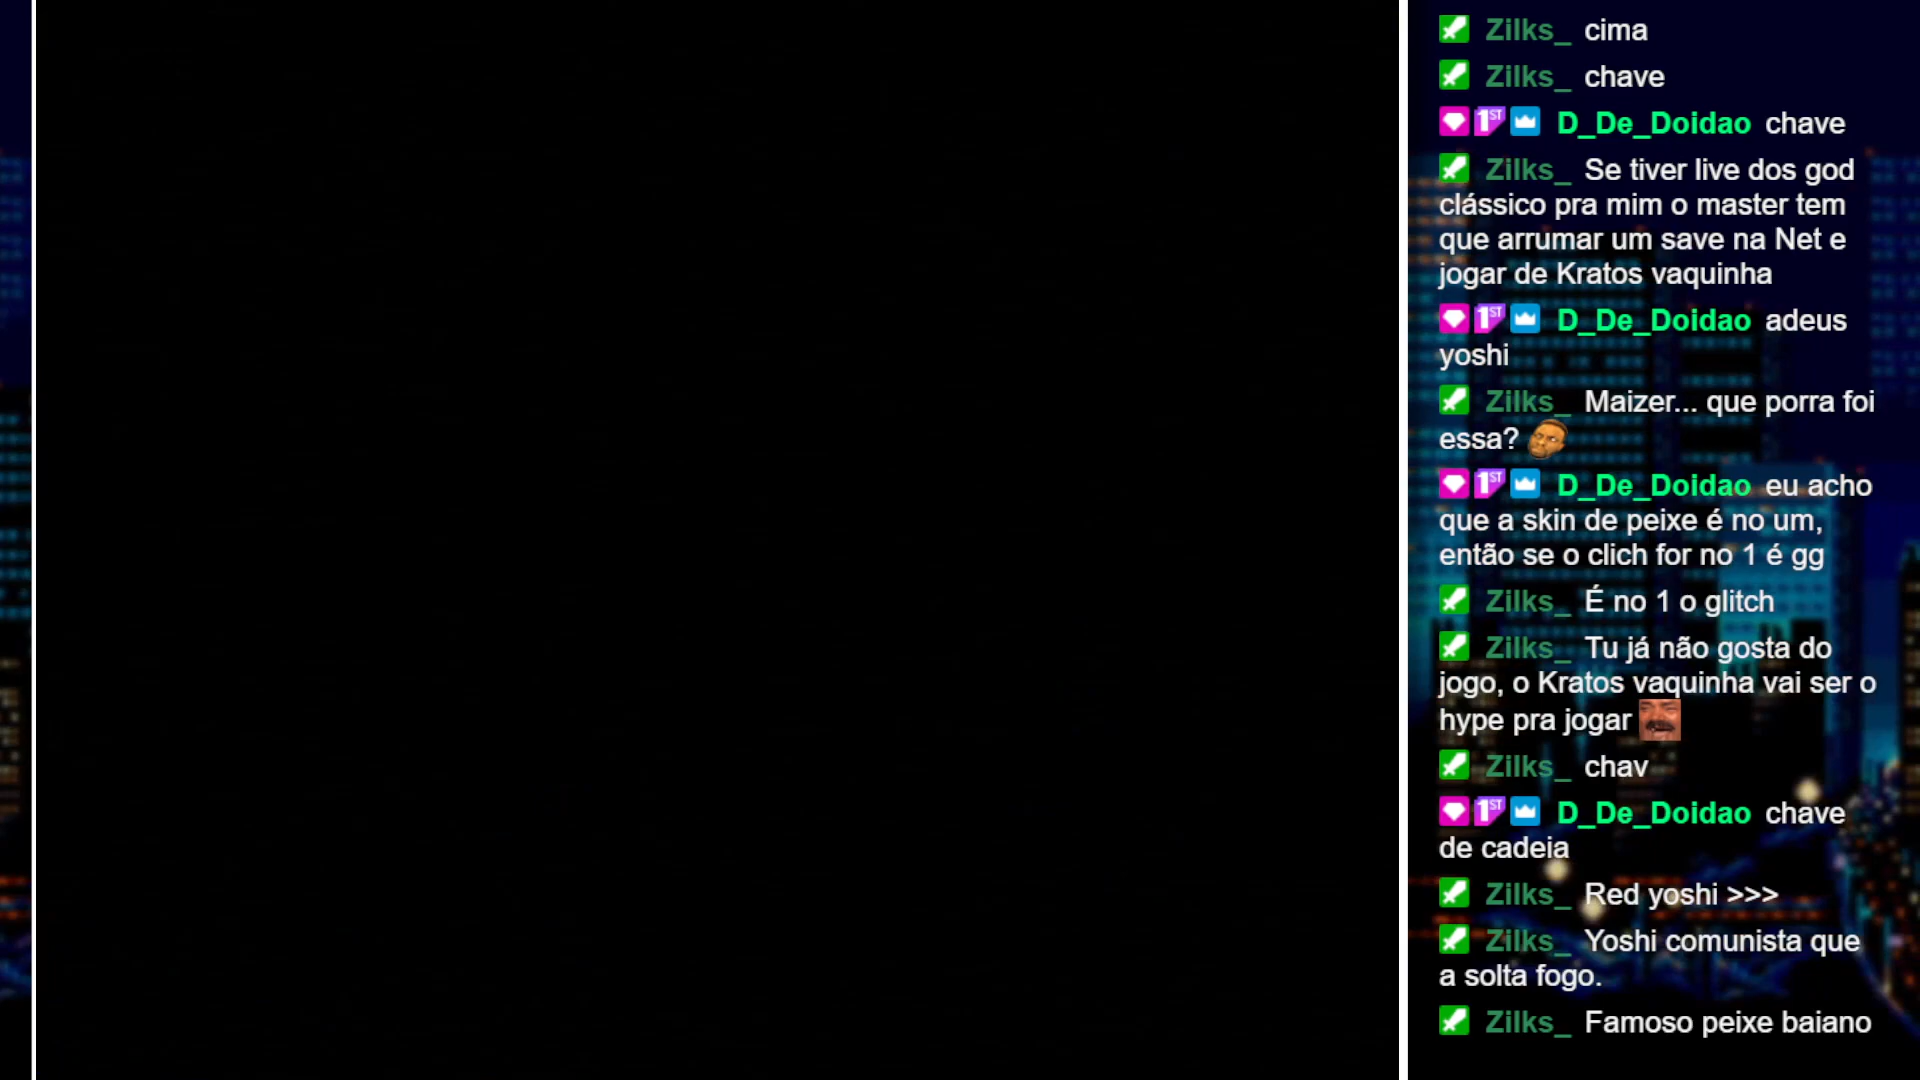 Zilks_ cima
Zilks_ chave
1ST D_De_Doidao chave
Zilks_ Se tiver live dos god
clássico pra mim o master tem
que arrumar um save na Net e
jogar de Kratos vaquinha
1ST D_De_Doidao adeus
yoshi
Zilks_ Maizer... que porra foi
essa?
1ST D_De_Doidao eu acho
que a skin de peixe é no um,
então se o clich for no 1 é gg
Zilks_ É no 1 o glitch
Zilks_ Tu já não gosta do
jogo, o Kratos vaquinha vai ser o
hype pra jogar
Zilks_ chav
1ST D_De_Doidao chave
de cadeia
Zilks_ Red yoshi >>>
Zilks_ Yoshi comunista que
a solta fogo.
Zilks_ Famoso peixe baiano